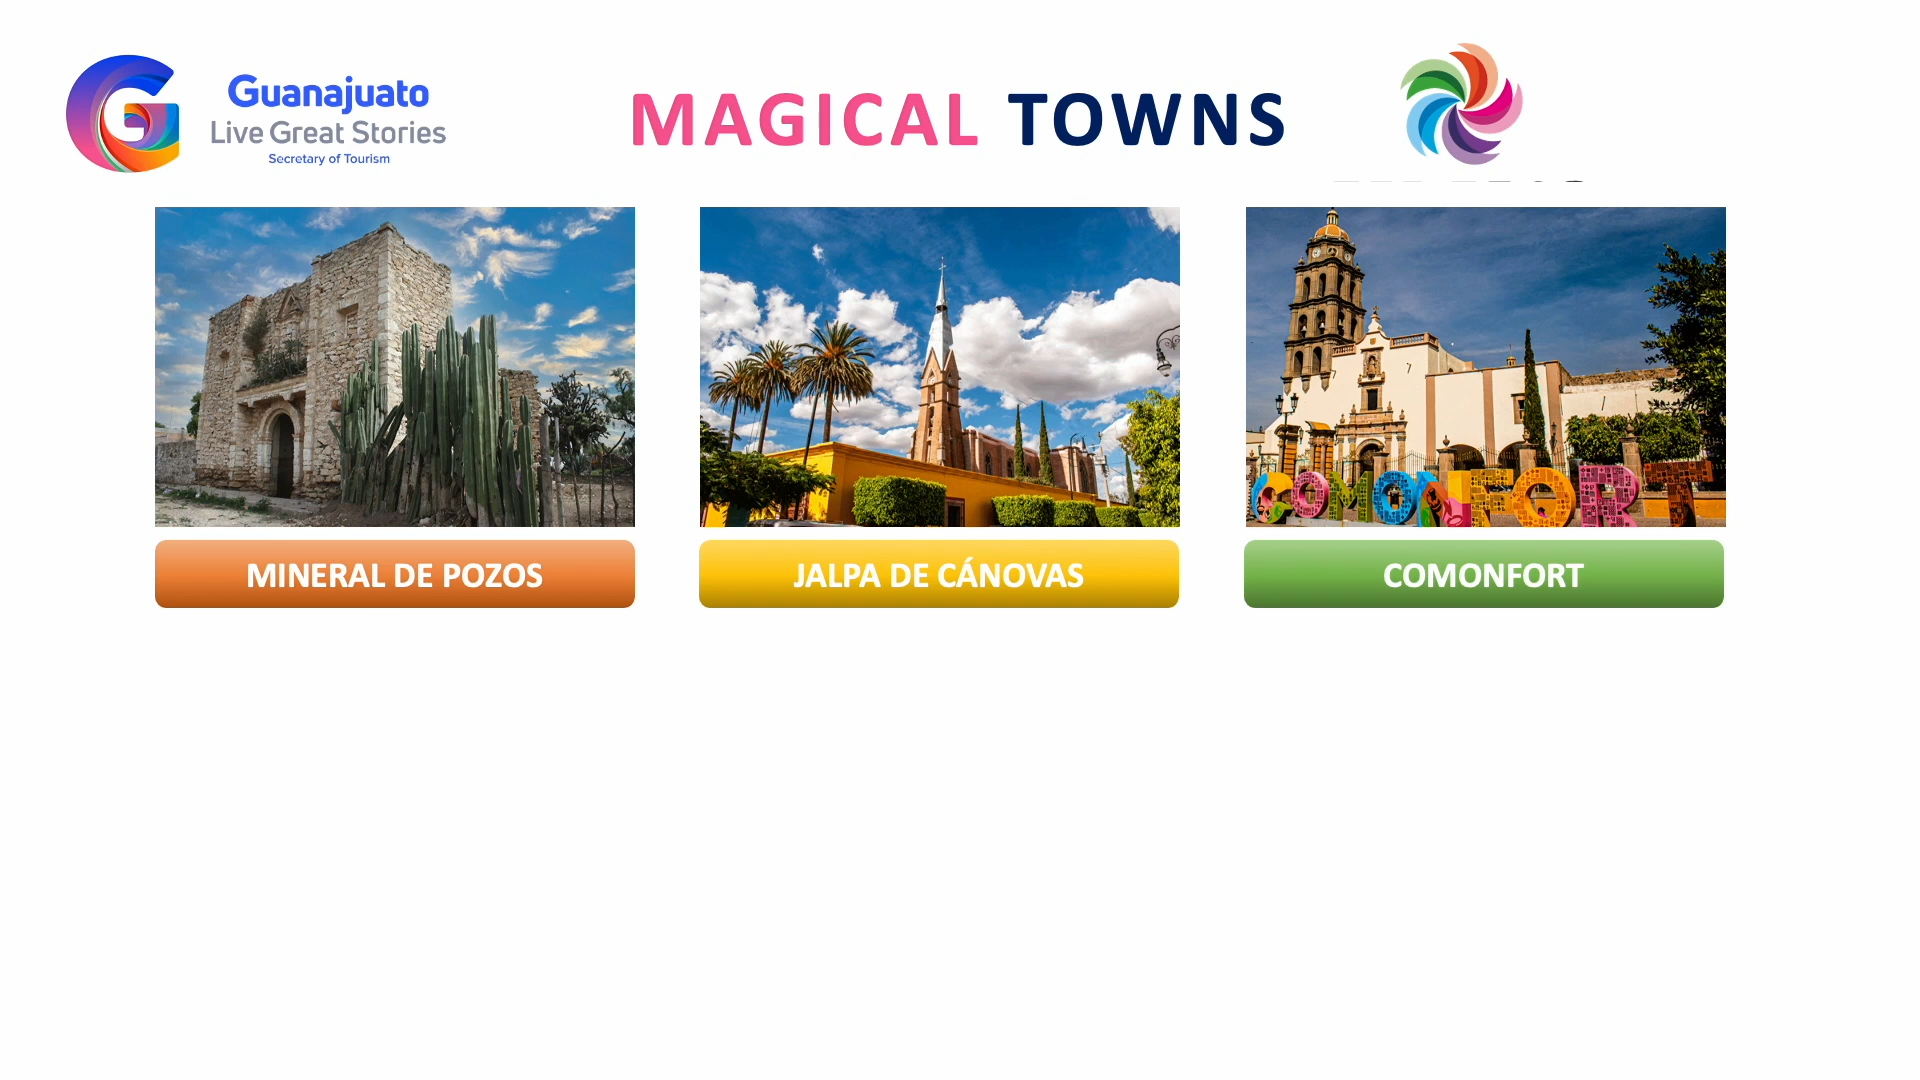 Guanajuato
Live Great Stories
Secretary of Tourism
MAGICAL TOWNS
COMONFORT
MINERAL DE POZOS
JALPA DE CÁNOVAS
COMONFORT